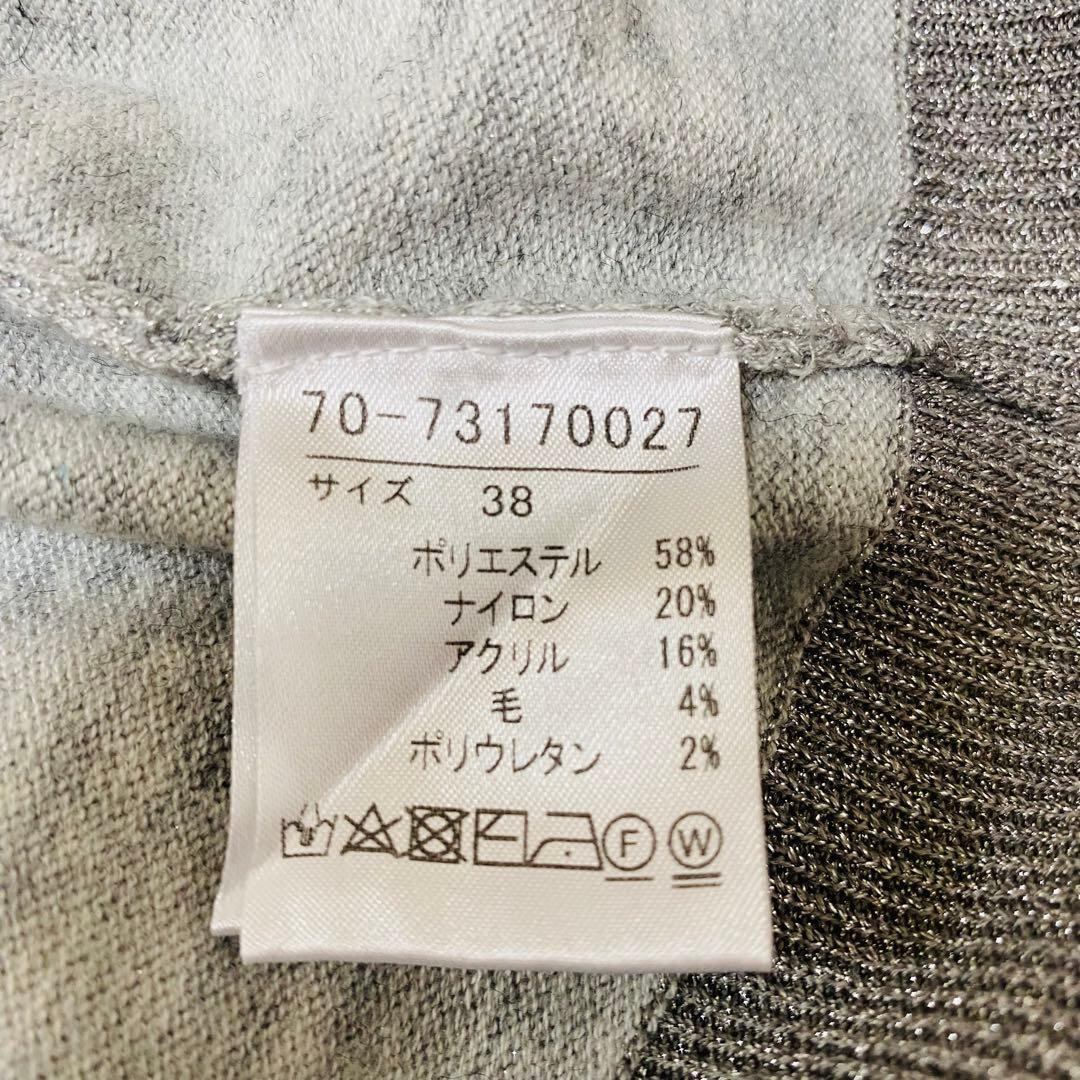 70-73170027
サイズ 38
ポリエステル 58%
ナイロン 20%
アクリル 16%
毛 4%
ポリウレタン 2%
F W